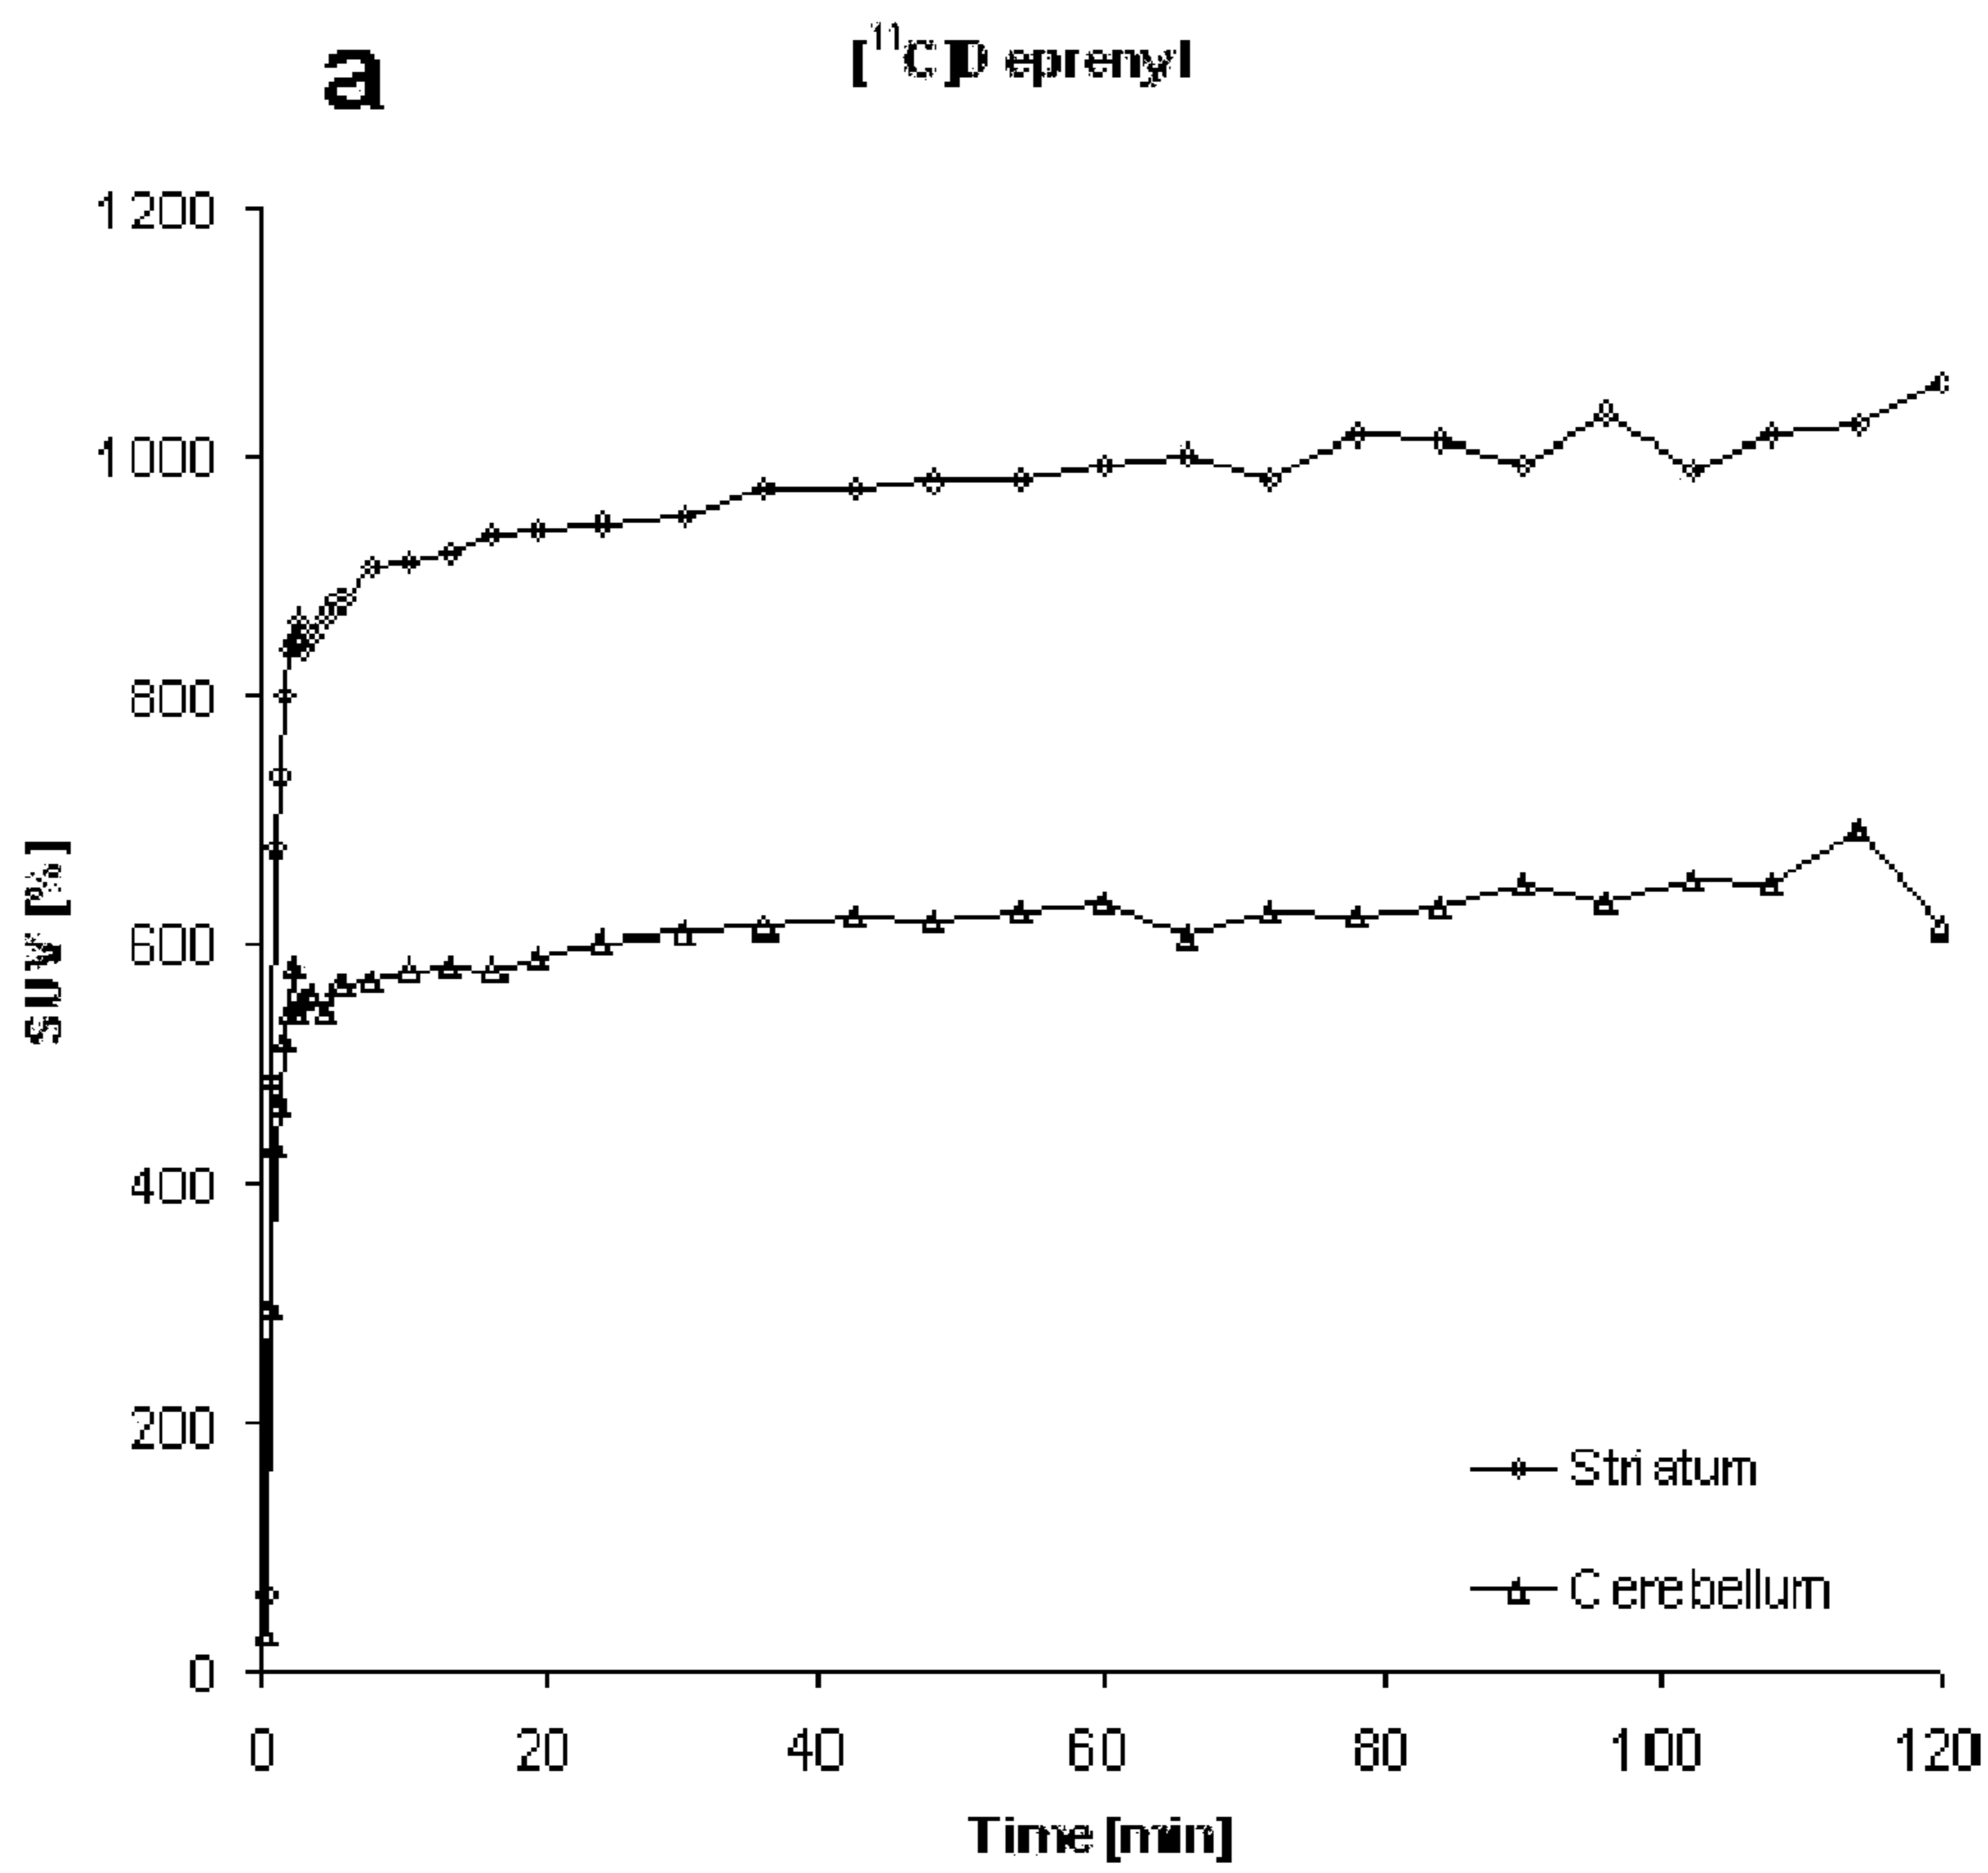 a
[11C]Deprenyl
1200
1000
800
600
400
200
0
SUV [%]
Striatum
Cerebellum
0 20 40 60 80 100 120
Time [min]